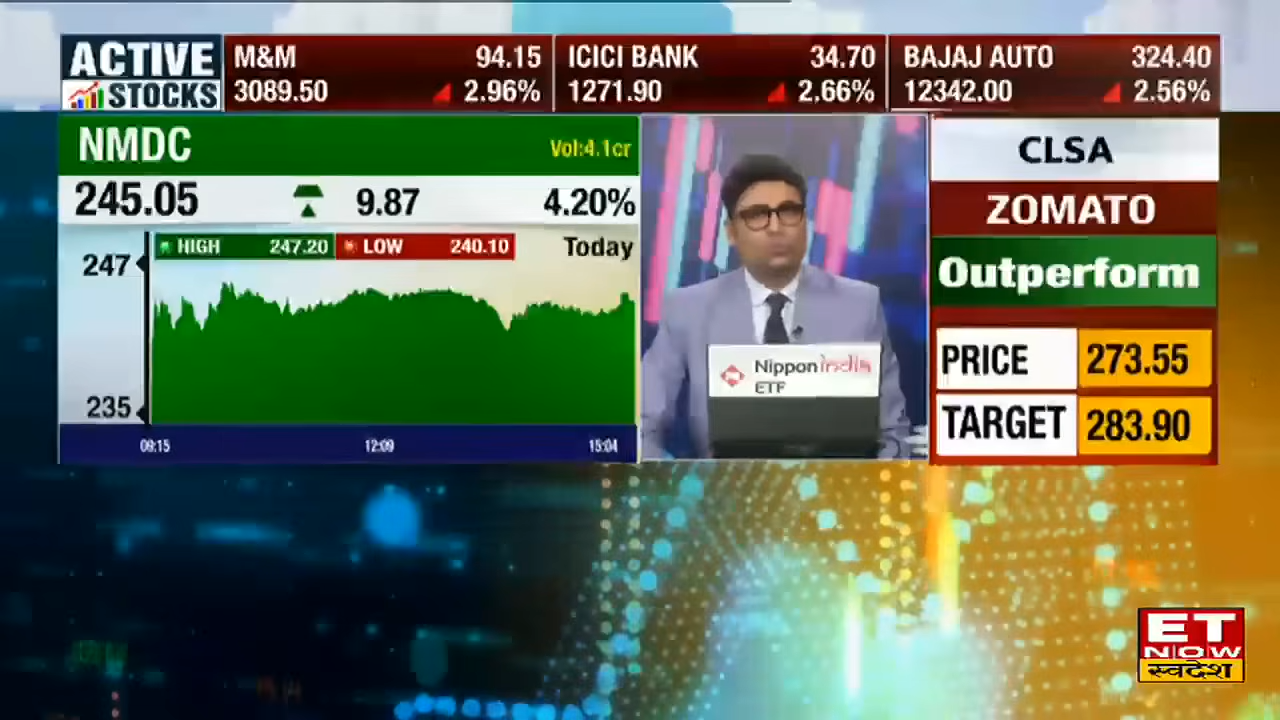 ACTIVE STOCKS
M&M 94.15
3089.50 2.96%
ICICI BANK 34.70
1271.90 2.66%
BAJAJ AUTO 324.40
12342.00 2.56%
NMDC Vol:4.1cr
245.05 9.87 4.20%
HIGH 247.20 LOW 240.10 Today
247
235
09:15 12:09 15:04
Nippon india
ETF
CLSA
ZOMATO
Outperform
PRICE 273.55
TARGET 283.90
ET
NOW
स्वदेश